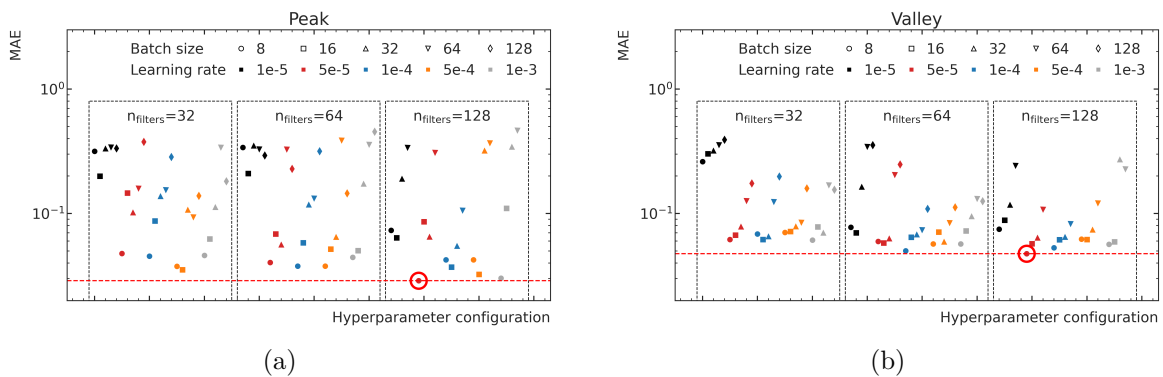 Peak
MAE
Batch size 8 16 32 64 128
Learning rate 1e-5 5e-5 1e-4 5e-4 1e-3
10⁰
n_filters=32 n_filters=64 n_filters=128
10⁻¹
Hyperparameter configuration
(a)
Valley
MAE
Batch size 8 16 32 64 128
Learning rate 1e-5 5e-5 1e-4 5e-4 1e-3
10⁰
n_filters=32 n_filters=64 n_filters=128
10⁻¹
Hyperparameter configuration
(b)